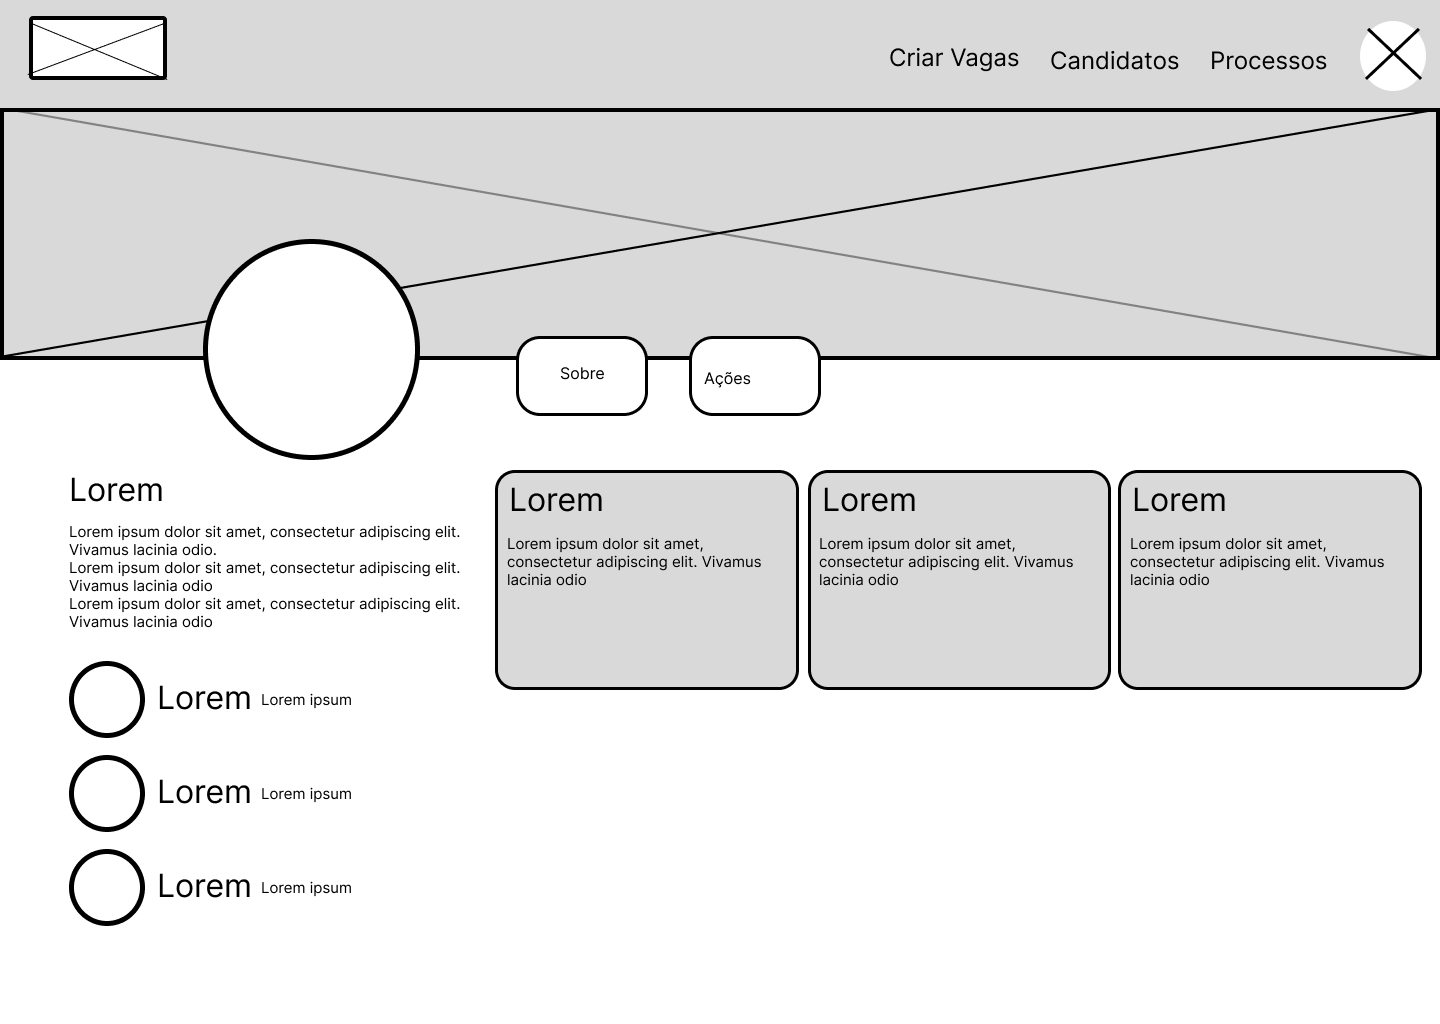 Criar Vagas
Candidatos
Processos
Sobre
Ações
Lorem
Lorem ipsum dolor sit amet, consectetur adipiscing elit.
Vivamus lacinia odio.
Lorem ipsum dolor sit amet, consectetur adipiscing elit.
Vivamus lacinia odio
Lorem ipsum dolor sit amet, consectetur adipiscing elit.
Vivamus lacinia odio
Lorem Lorem ipsum
Lorem Lorem ipsum
Lorem Lorem ipsum
Lorem
Lorem ipsum dolor sit amet,
consectetur adipiscing elit. Vivamus
lacinia odio
Lorem
Lorem ipsum dolor sit amet,
consectetur adipiscing elit. Vivamus
lacinia odio
Lorem
Lorem ipsum dolor sit amet,
consectetur adipiscing elit. Vivamus
lacinia odio